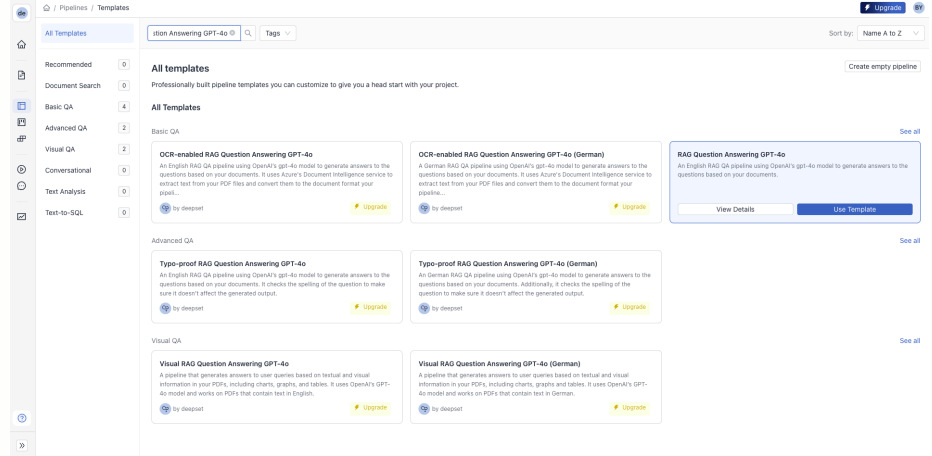 de
Pipelines / Templates
Upgrade
BY
All Templates
stion Answering GPT-4o
Tags
Sort by:
Name A to Z
Recommended 0
Document Search 0
Basic QA 4
Advanced QA 2
Visual QA 2
Conversational 0
Text Analysis 0
Text-to-SQL 0
All templates
Create empty pipeline
Professionally built pipeline templates you can customize to give you a head start with your project.
All Templates
Basic QA
See all
OCR-enabled RAG Question Answering GPT-4o
An English RAG QA pipeline using OpenAI's gpt-4o model to generate answers to the
questions based on your documents. It uses Azure's Document Intelligence service to
extract text from your PDF files and convert them to the document format your
pipeli...
Cp by deepset
Upgrade
OCR-enabled RAG Question Answering GPT-4o (German)
A German RAG QA pipeline using OpenAI's gpt-4o model to generate answers to the
questions based on your documents. It uses Azure's Document Intelligence service to
extract text from your PDF files and convert them to the document format your
pipeline...
Cp by deepset
Upgrade
RAG Question Answering GPT-4o
An English RAG QA pipeline using OpenAI's gpt-4o model to generate answers to the
questions based on your documents.
View Details
Use Template
Advanced QA
See all
Typo-proof RAG Question Answering GPT-4o
An English RAG QA pipeline using OpenAI's gpt-4o model to generate answers to the
questions based on your documents. It checks the spelling of the question to make
sure it doesn't affect the generated output.
Cp by deepset
Upgrade
Typo-proof RAG Question Answering GPT-4o (German)
An German RAG QA pipeline using OpenAI's gpt-4o model to generate answers to the
questions based on your documents. Additionally, it checks the spelling of the
question to make sure it doesn't affect the generated output.
Cp by deepset
Upgrade
Visual QA
See all
Visual RAG Question Answering GPT-4o
A pipeline that generates answers to user queries based on textual and visual
information in your PDFs, including charts, graphs, and tables. It uses OpenAI's GPT-
4o model and works on PDFs that contain text in English.
Cp by deepset
Upgrade
Visual RAG Question Answering GPT-4o (German)
A pipeline that generates answers to user queries based on textual and visual
information in your PDFs, including charts, graphs and tables. It uses OpenAI's GPT-
4o model and works on PDFs that contain text in German.
Cp by deepset
Upgrade